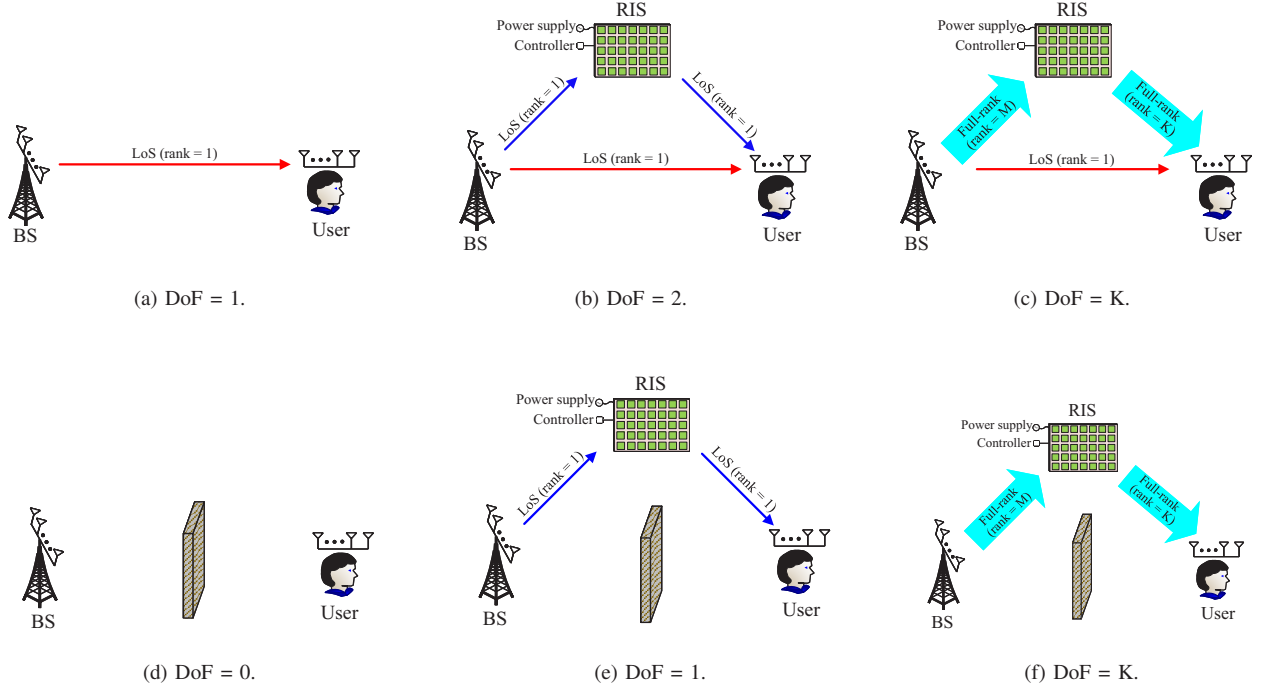 RIS
Power supply
Controller
RIS
Power supply
Controller
LoS (rank = 1)
BS
User
LoS (rank = 1)
LoS (rank = 1)
LoS (rank = 1)
BS
User
Full-rank
(rank = M)
Full-rank
(rank = K)
LoS (rank = 1)
BS
User
(a) DoF = 1.
(b) DoF = 2.
(c) DoF = K.
RIS
Power supply
Controller
RIS
Power supply
Controller
BS
User
LoS (rank = 1)
LoS (rank = 1)
BS
User
Full-rank
(rank = M)
Full-rank
(rank = K)
BS
User
(d) DoF = 0.
(e) DoF = 1.
(f) DoF = K.